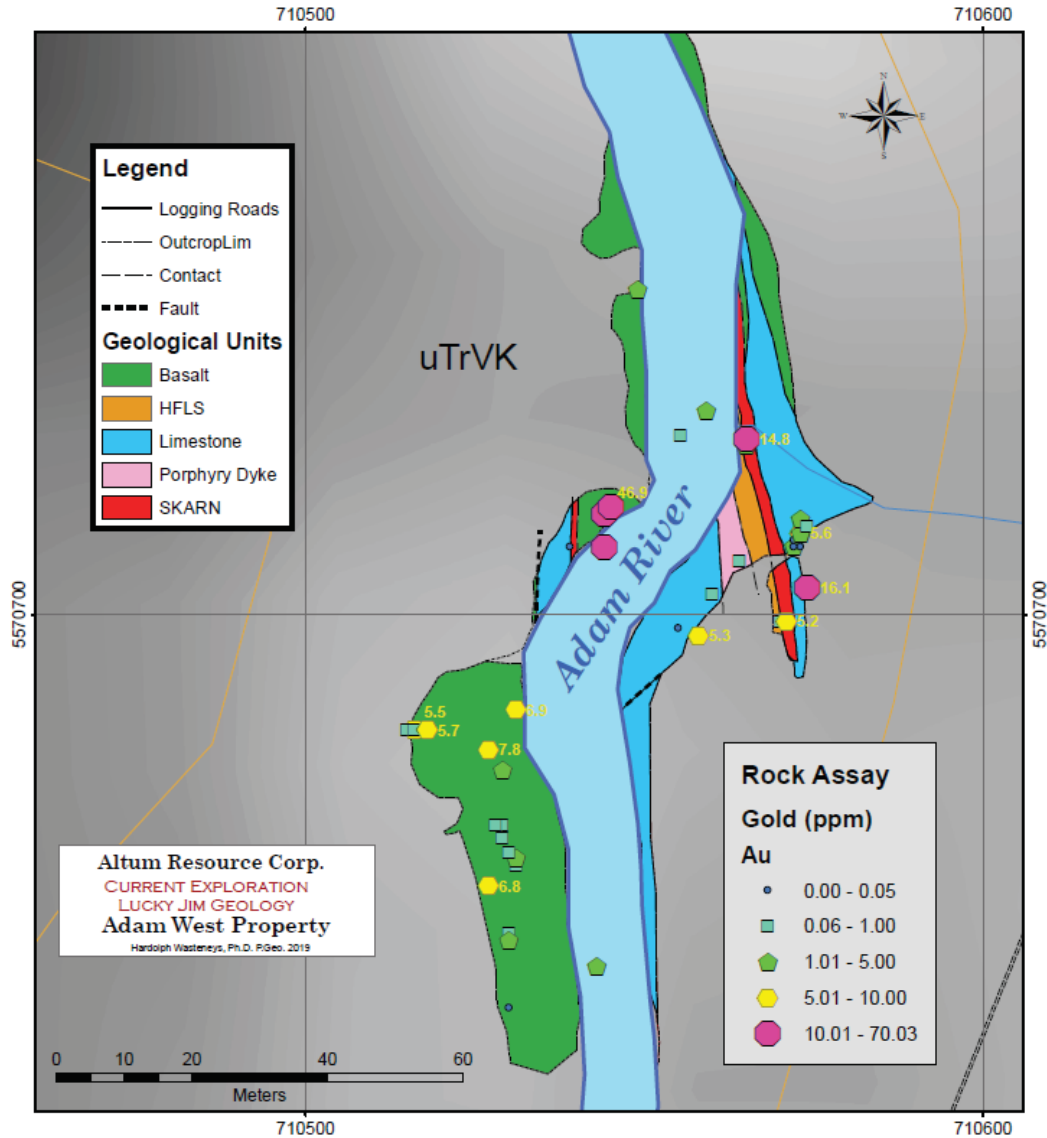 710500
710600
N
W
E
S
Legend
Logging Roads
OutcropLim
Contact
Fault
Geological Units
Basalt
HFLS
Limestone
Porphyry Dyke
SKARN
uTrVK
14.8
46.9
Adam River
5.6
16.1
5570700
5570700
5.2
5.3
5.5
5.7
6.9
7.8
6.8
Rock Assay
Gold (ppm)
Au
0.00 - 0.05
0.06 - 1.00
1.01 - 5.00
5.01 - 10.00
10.01 - 70.03
Altum Resource Corp.
CURRENT EXPLORATION
LUCKY JIM GEOLOGY
Adam West Property
Hardolph Wasteneys, Ph.D. P.Geo. 2019
0 10 20 40 60
Meters
710500
710600